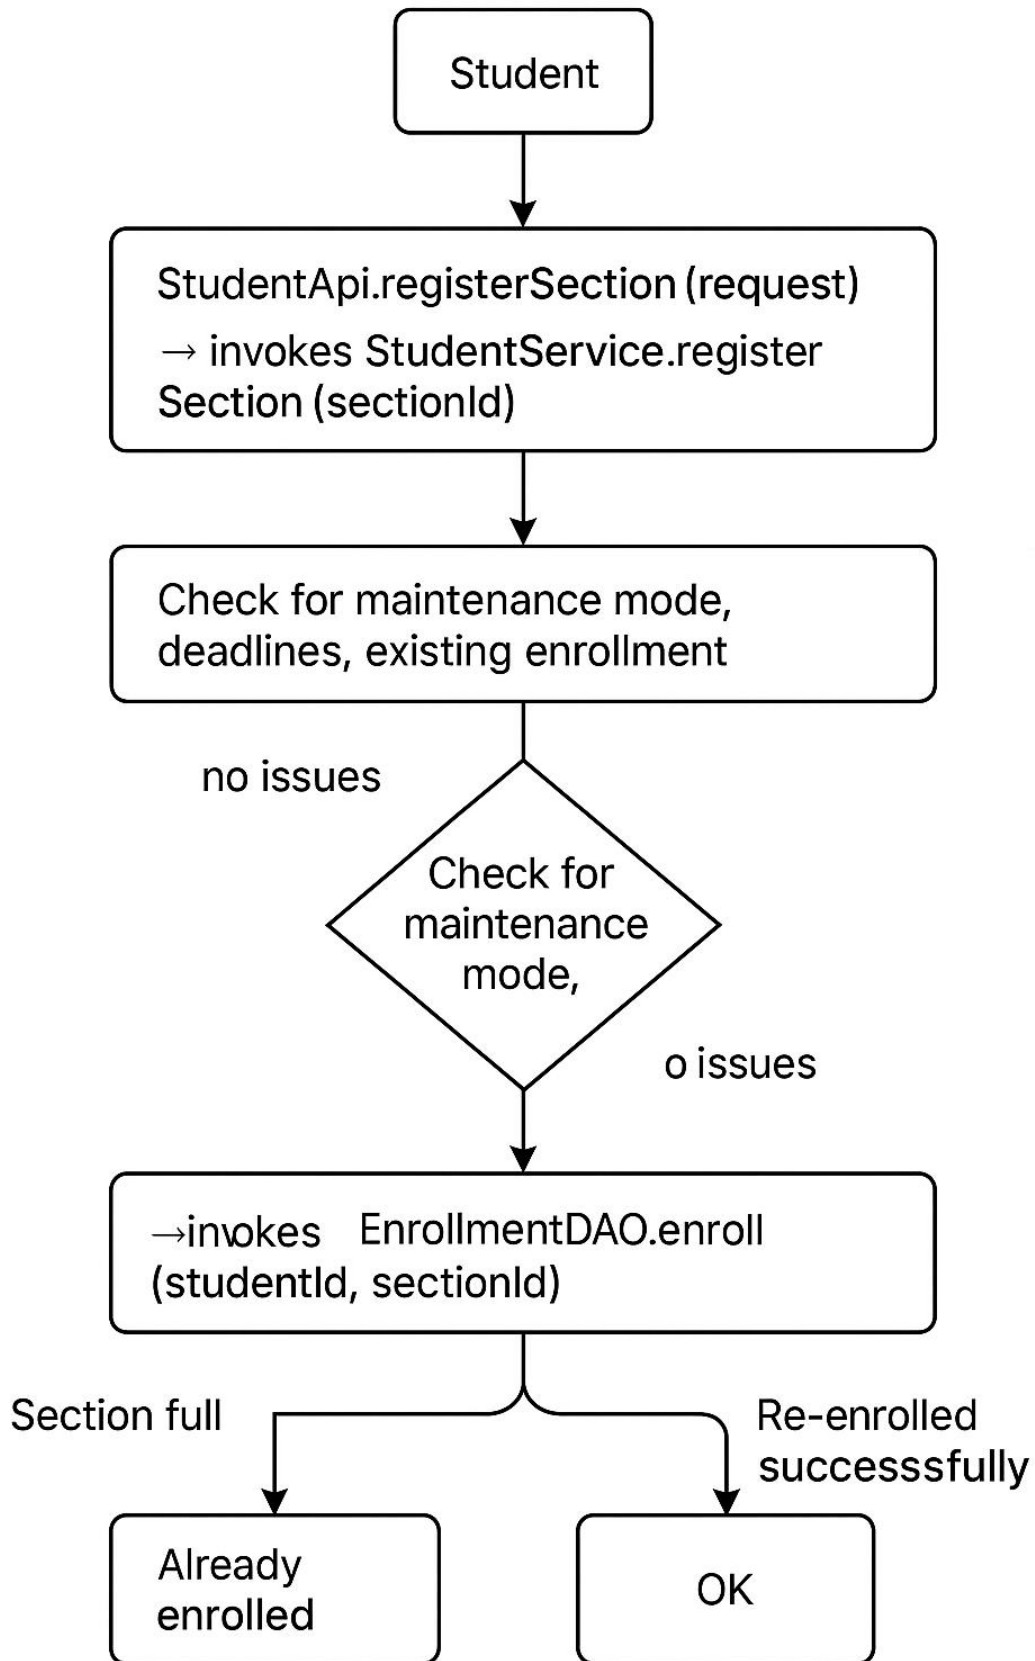 Student
StudentApi.registerSection (request)
→ invokes StudentService.register
Section (sectionId)
Check for maintenance mode,
deadlines, existing enrollment
no issues
Check for
maintenance
mode,
o issues
→invokes EnrollmentDAO.enroll
(studentId, sectionId)
Section full
Re-enrolled
successsfully
Already
enrolled
OK